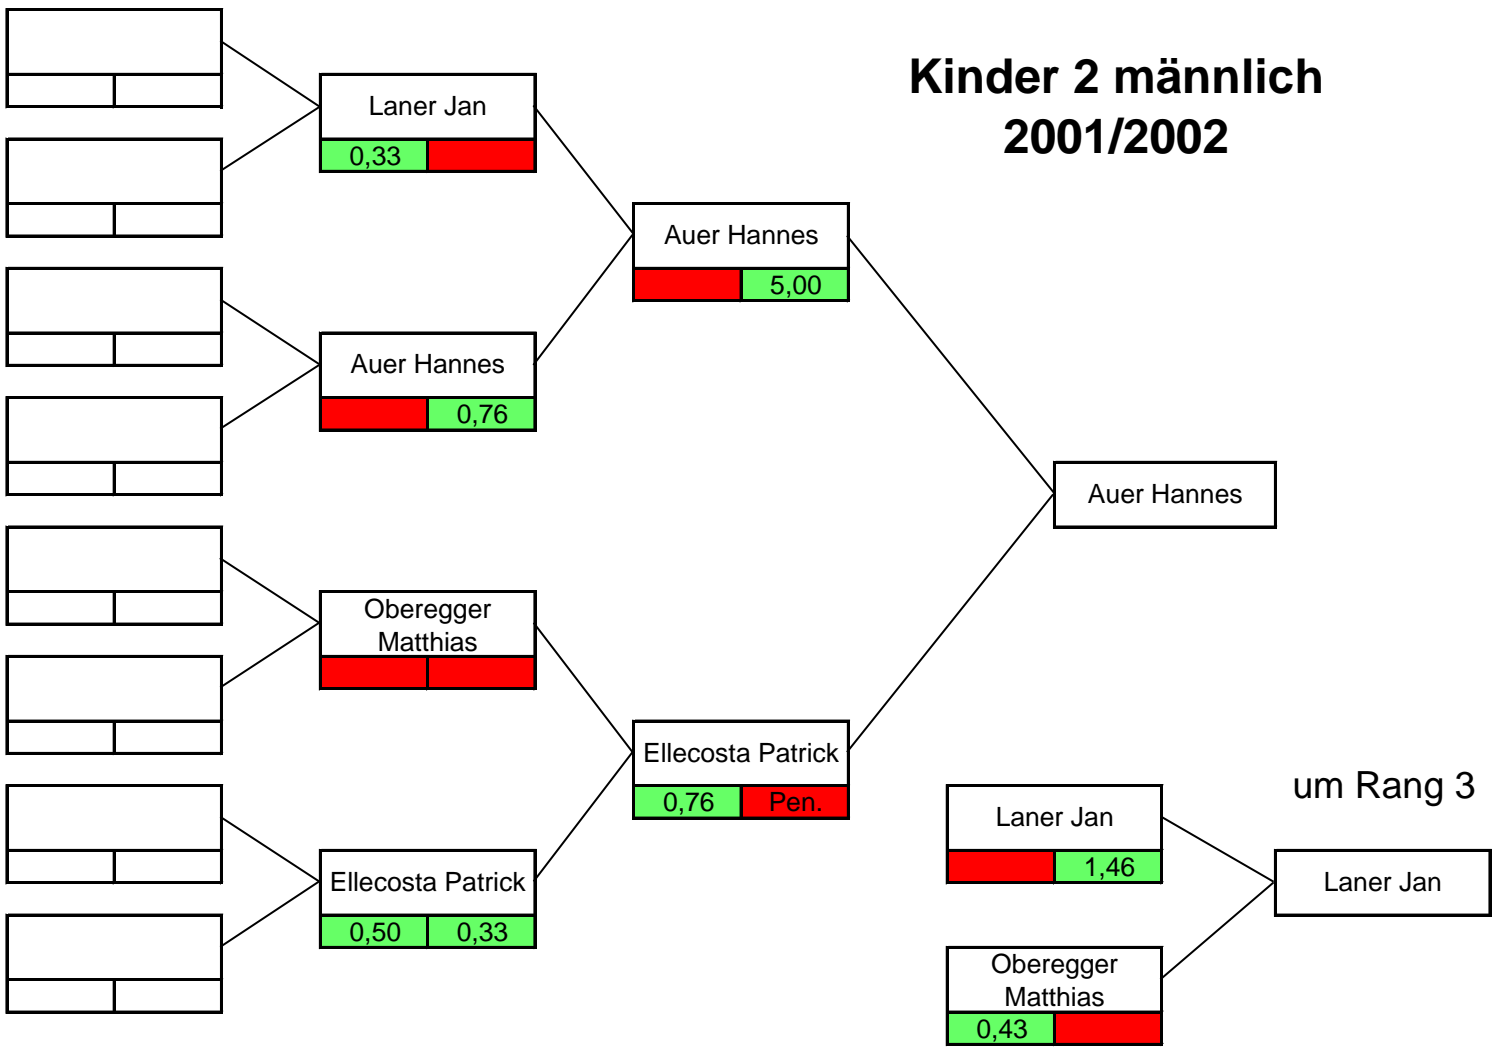 Kinder 2 männlich
2001/2002
Laner Jan
0,33
Auer Hannes
5,00
Auer Hannes
0,76
Auer Hannes
Oberegger
Matthias
Ellecosta Patrick
0,76 Pen.
Ellecosta Patrick
0,50 0,33
um Rang 3
Laner Jan
1,46
Laner Jan
Oberegger
Matthias
0,43